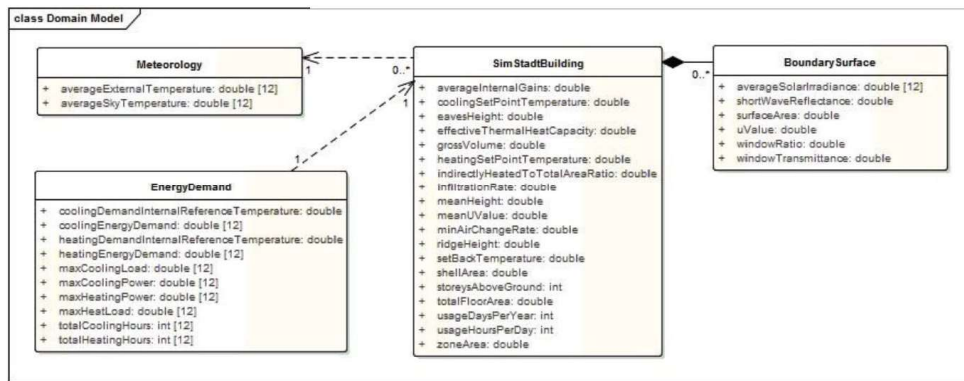 class Domain Model
Meteorology
+ averageExternalTemperature: double [12]
+ averageSkyTemperature: double [12]
1
0..*
SimStadtBuilding
+ averageInternalGains: double
+ coolingSetPointTemperature: double
+ eavesHeight: double
+ effectiveThermalHeatCapacity: double
+ grossVolume: double
+ heatingSetPointTemperature: double
+ indirectlyHeatedToTotalAreaRatio: double
+ infiltrationRate: double
+ meanHeight: double
+ meanUValue: double
+ minAirChangeRate: double
+ ridgeHeight: double
+ setBackTemperature: double
+ shellArea: double
+ storeysAboveGround: int
+ totalFloorArea: double
+ usageDaysPerYear: int
+ usageHoursPerDay: int
+ zoneArea: double
0..*
BoundarySurface
+ averageSolarIrradiance: double [12]
+ shortWaveReflectance: double
+ surfaceArea: double
+ uValue: double
+ windowRatio: double
+ windowTransmittance: double
1
1
EnergyDemand
+ coolingDemandInternalReferenceTemperature: double
+ coolingEnergyDemand: double [12]
+ heatingDemandInternalReferenceTemperature: double
+ heatingEnergyDemand: double [12]
+ maxCoolingLoad: double [12]
+ maxCoolingPower: double [12]
+ maxHeatingPower: double [12]
+ maxHeatLoad: double [12]
+ totalCoolingHours: int [12]
+ totalHeatingHours: int [12]